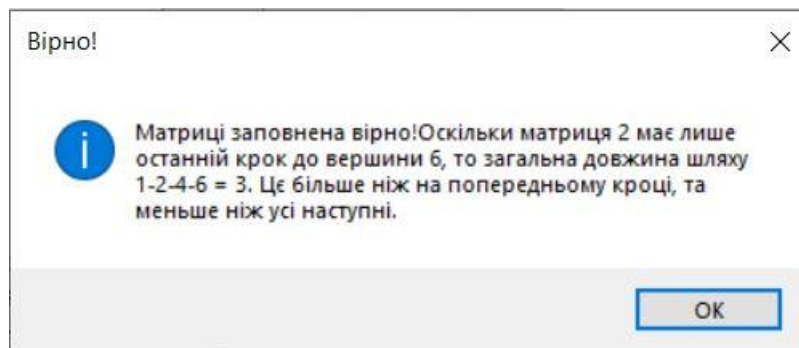 Вірно!
Матриці заповнена вірно!Оскільки матриця 2 має лише
останній крок до вершини 6, то загальна довжина шляху
1-2-4-6 = 3. Цє більше ніж на попередньому кроці, та
меньше ніж усі наступні.
OK